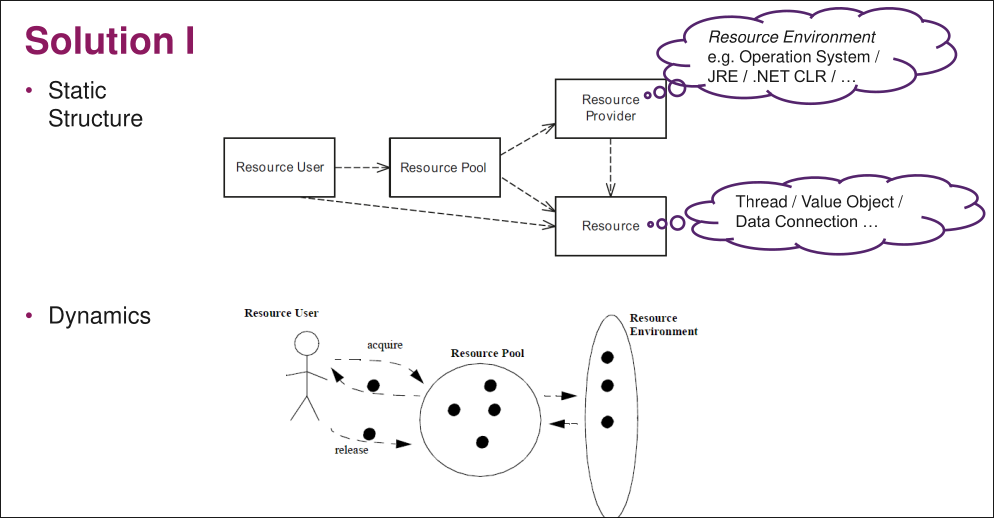 Solution I
• Static
Structure
Resource User
Resource Pool
Resource
Provider
Resource
Resource Environment
e.g. Operation System /
JRE / .NET CLR / …
Thread / Value Object /
Data Connection …
• Dynamics
Resource User
acquire
release
Resource Pool
Resource
Environment